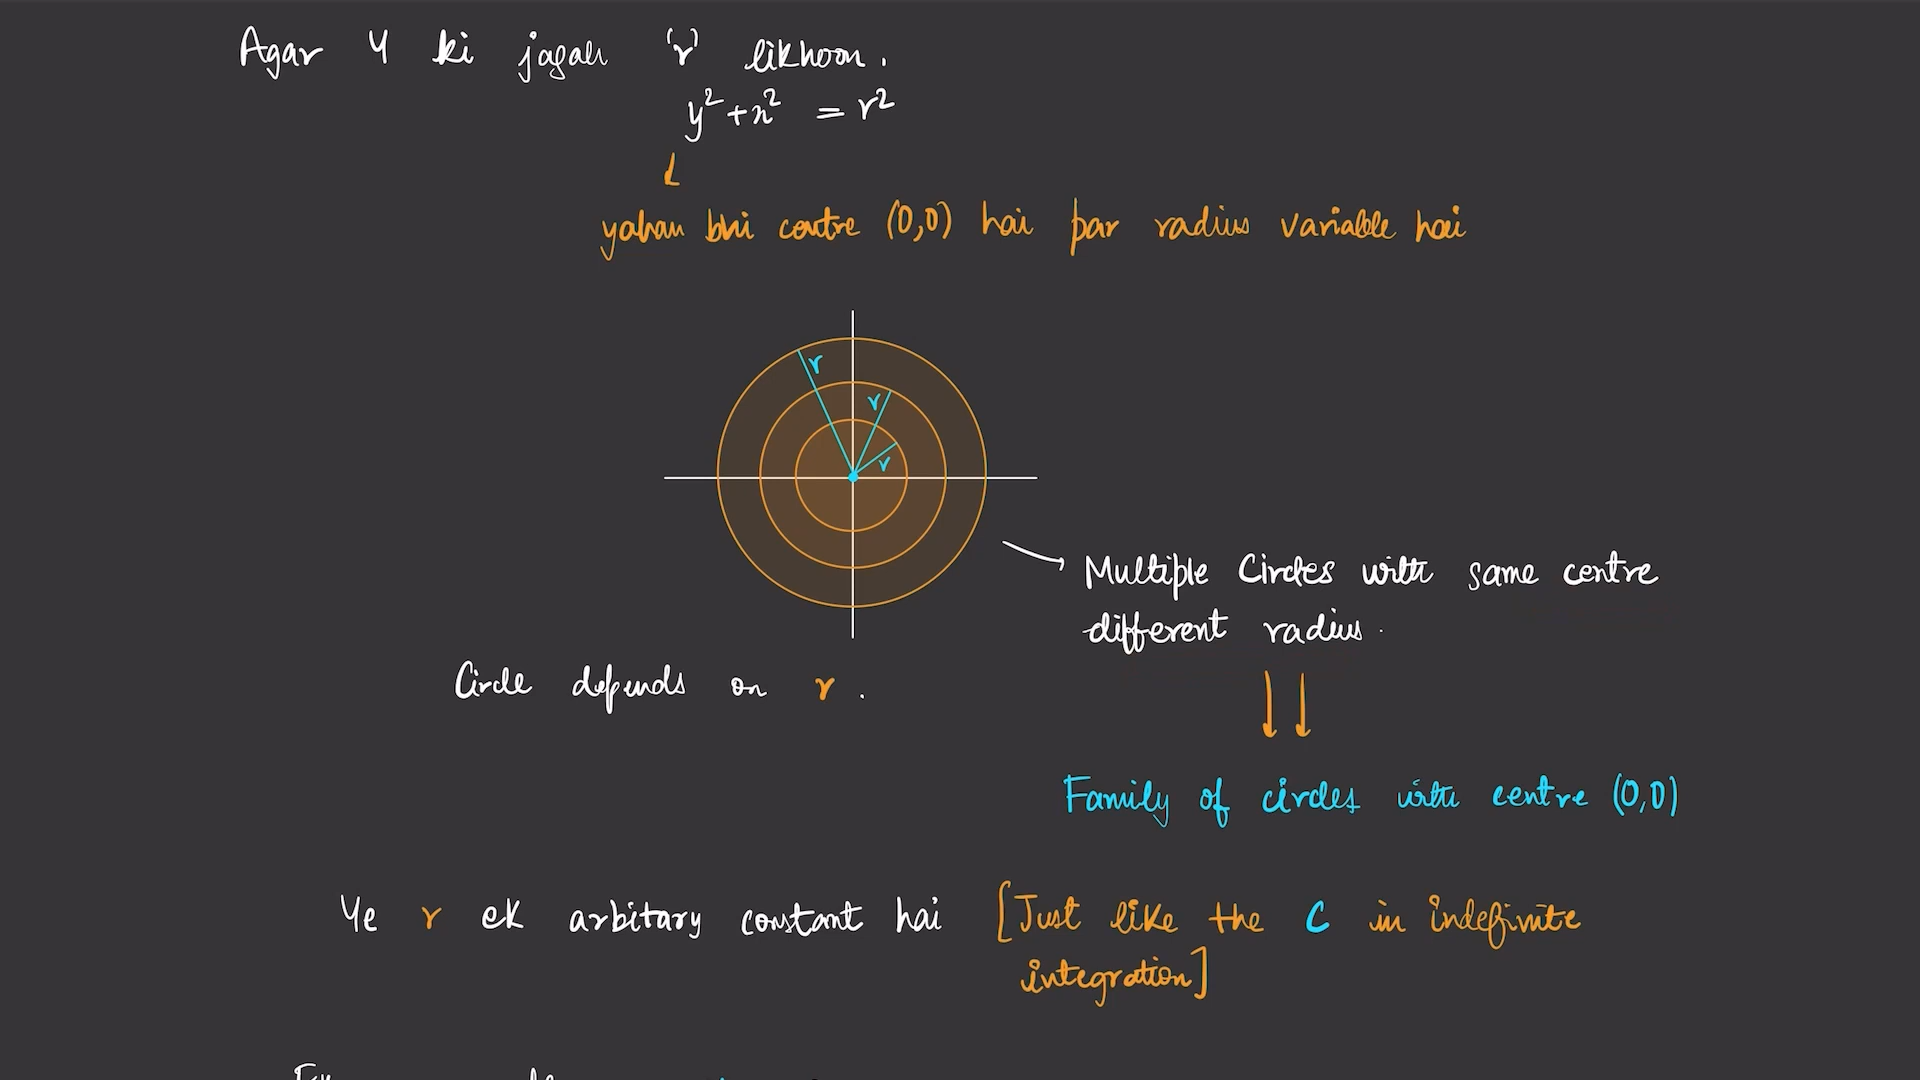 Agar 4 ki jagah 'r' likhoon.
y² + x² = r²
yahan bhi centre (0,0) hai par radius variable hai
r
r
r
Multiple Circles with same centre
different radius.
Circle depends on r.
Family of circles with centre (0,0)
Ye r ek arbitary constant hai [Just like the C in indefinite
integration]